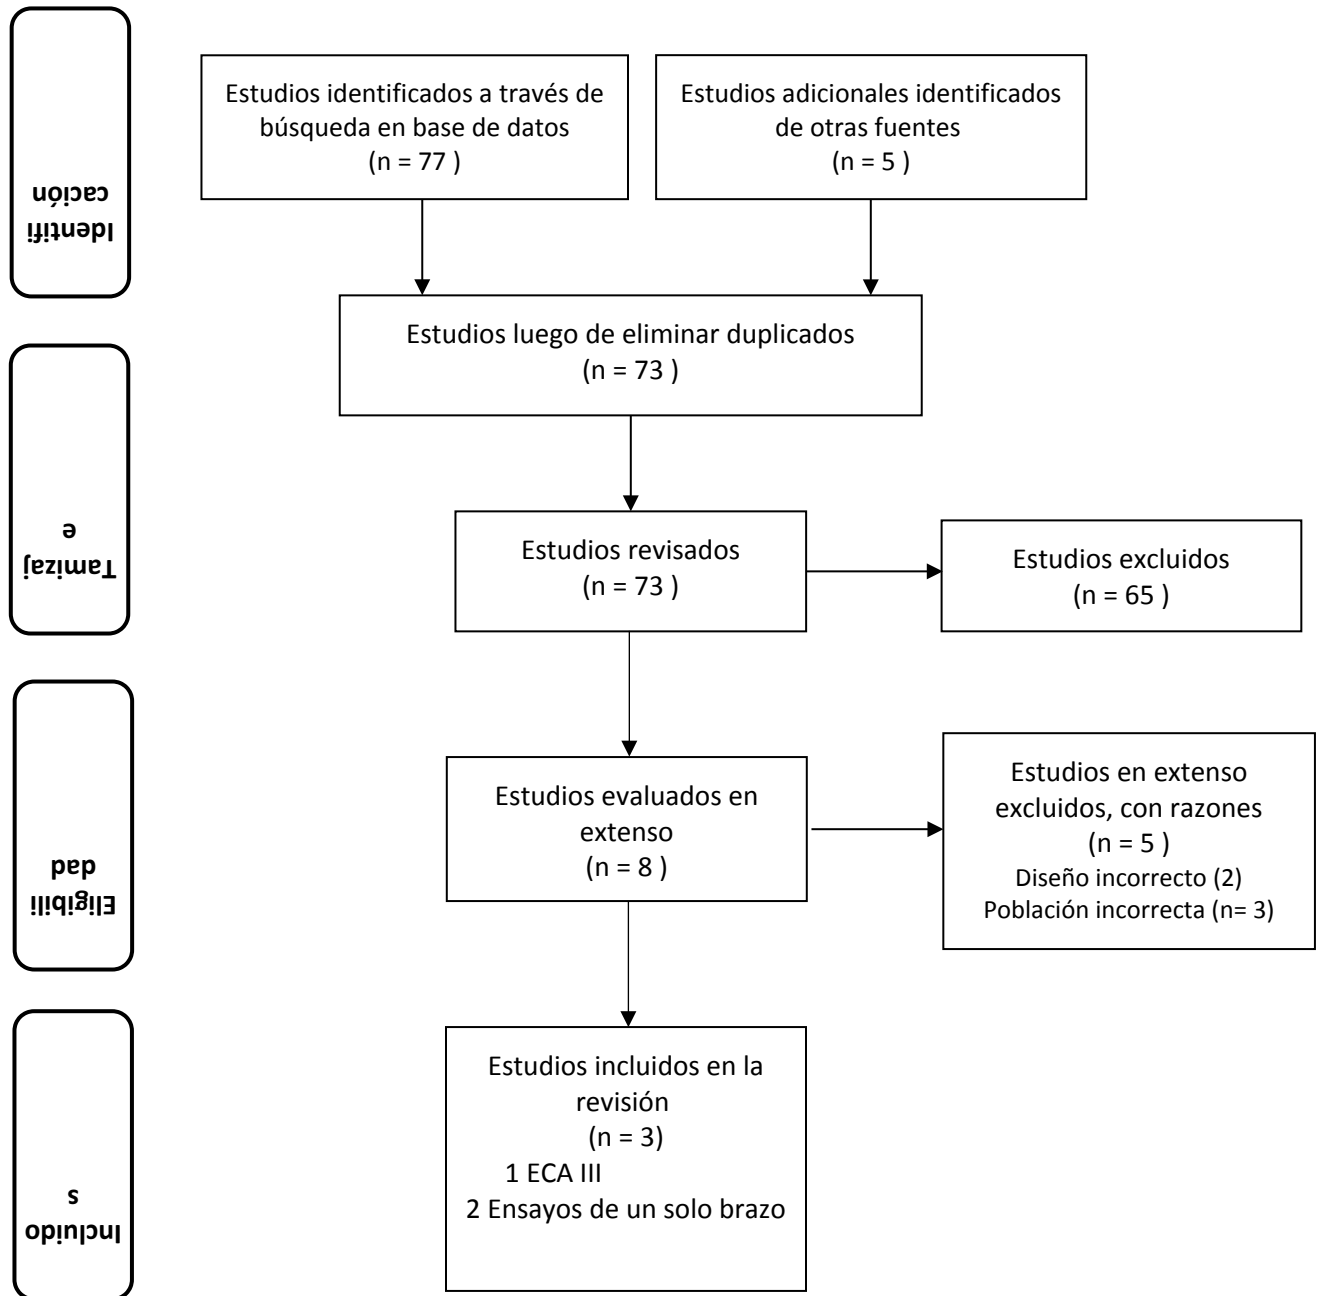 Identifi
cación
Estudios identificados a través de
búsqueda en base de datos
(n = 77 )
Estudios adicionales identificados
de otras fuentes
(n = 5 )
Estudios luego de eliminar duplicados
(n = 73 )
Tamizaj
e
Estudios revisados
(n = 73 )
Estudios excluidos
(n = 65 )
Eligibili
dad
Estudios evaluados en
extenso
(n = 8 )
Estudios en extenso
excluidos, con razones
(n = 5 )
Diseño incorrecto (2)
Población incorrecta (n= 3)
Incluido
s
Estudios incluidos en la
revisión
(n = 3)
1 ECA III
2 Ensayos de un solo brazo